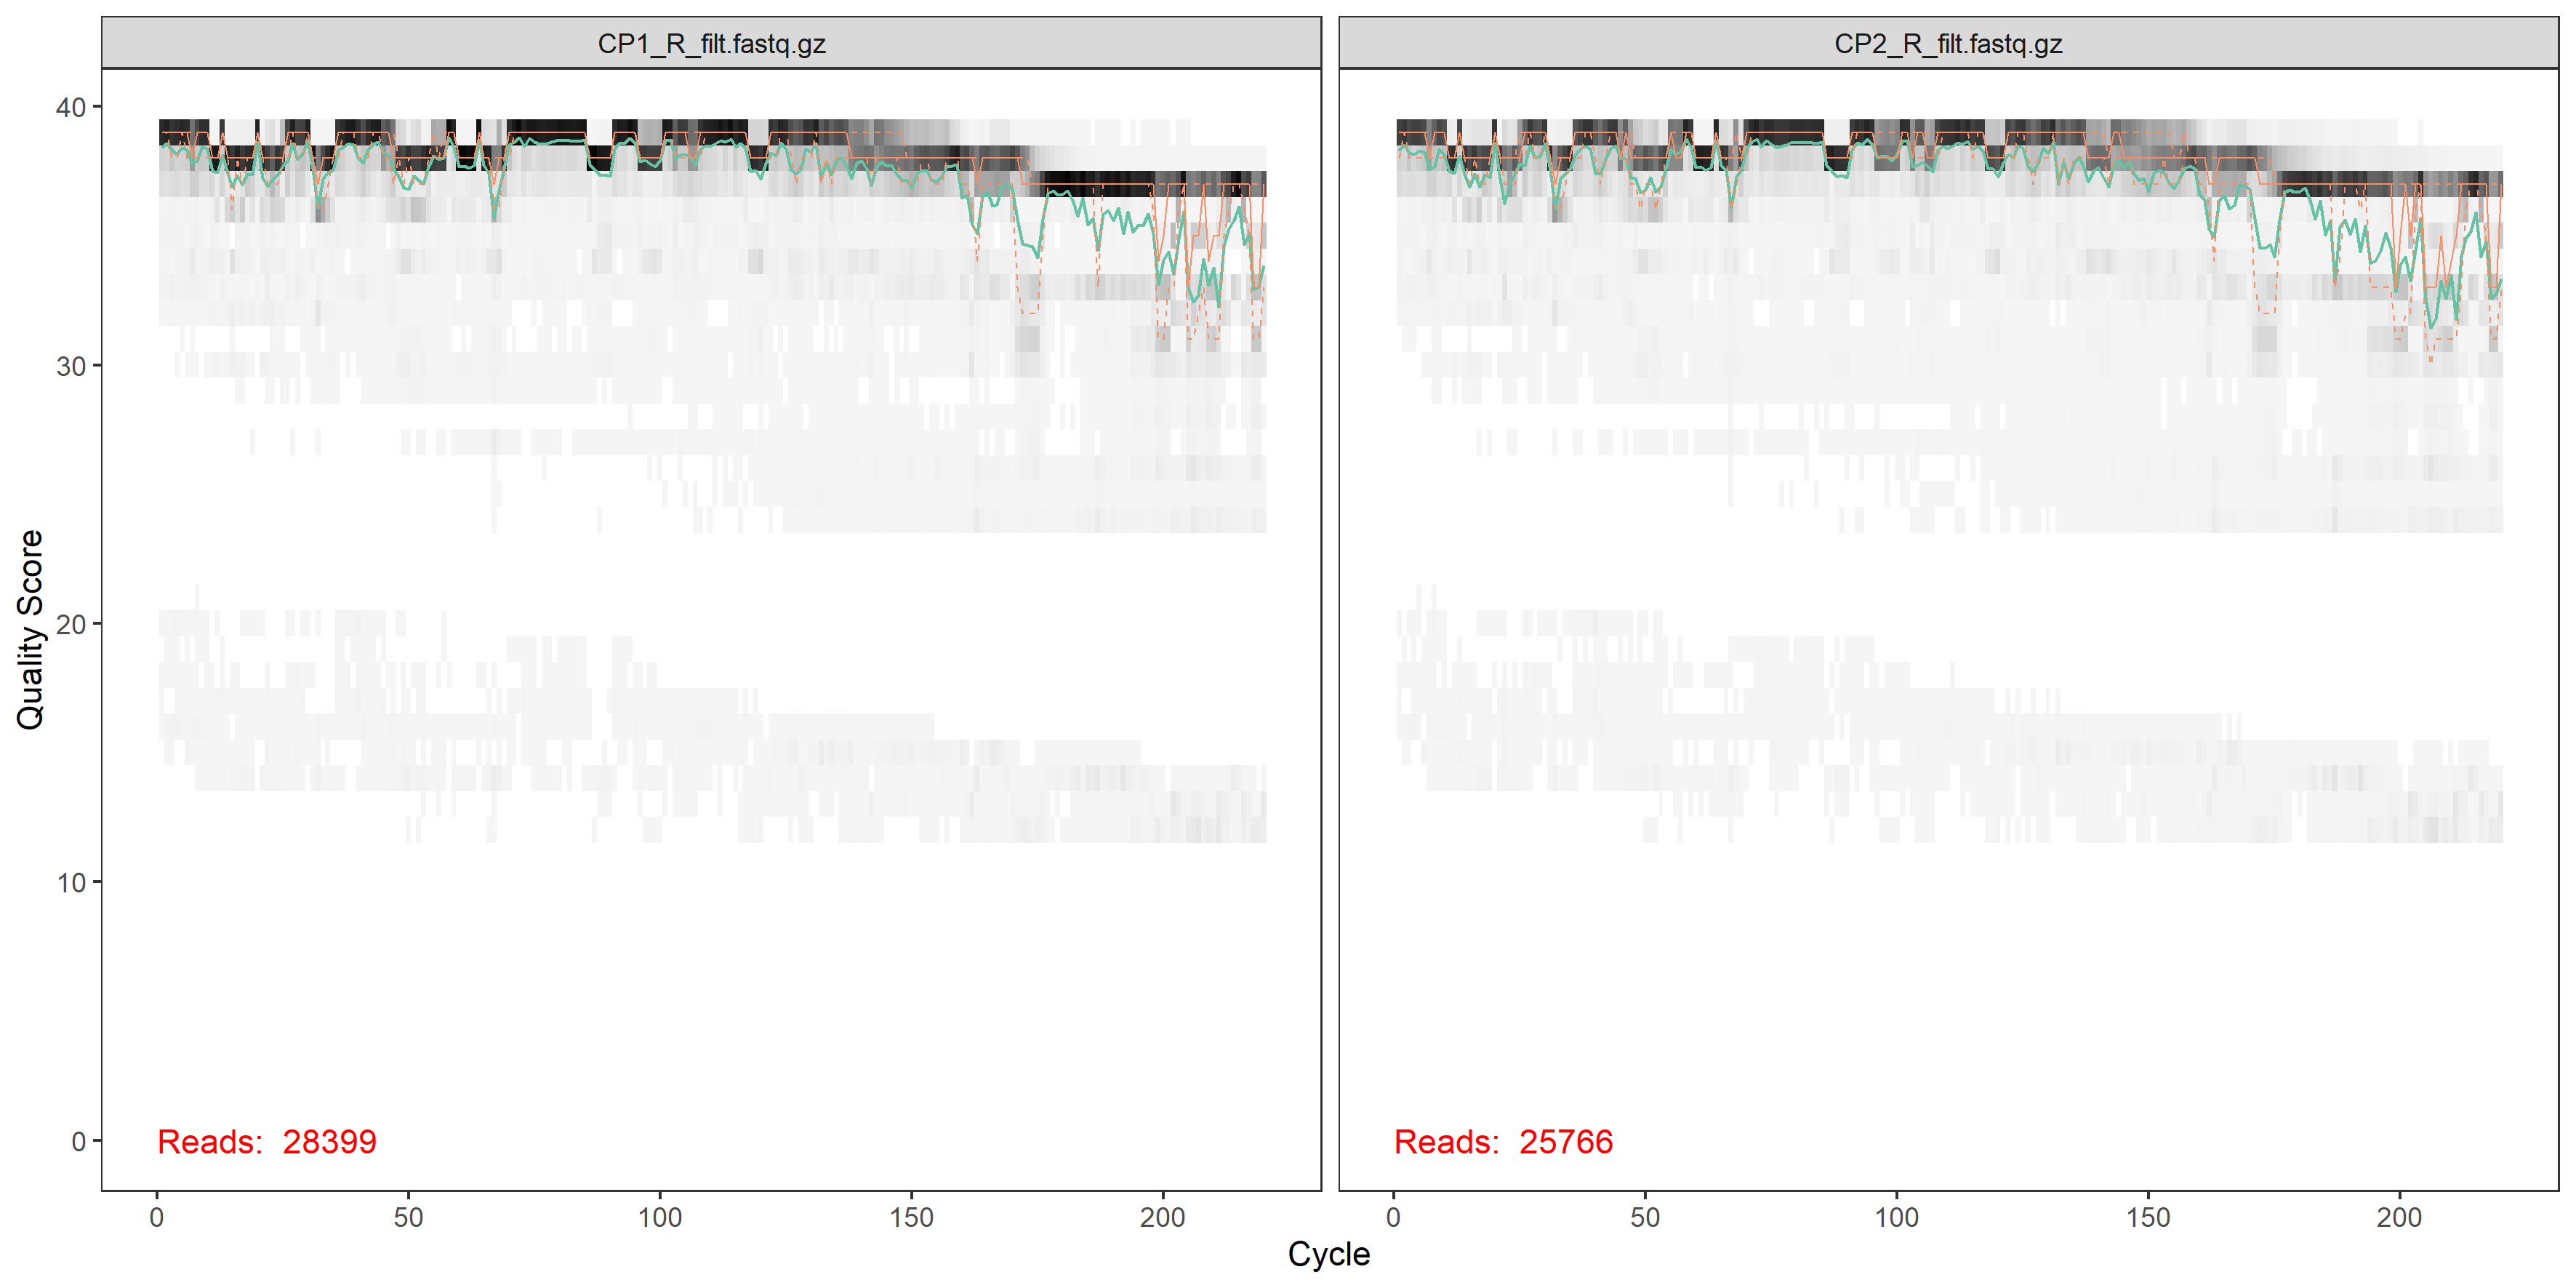 CP1_R_filt.fastq.gz
CP2_R_filt.fastq.gz
Quality Score
40
30
20
10
0
Reads: 28399
Reads: 25766
0 50 100 150 200
0 50 100 150 200
Cycle